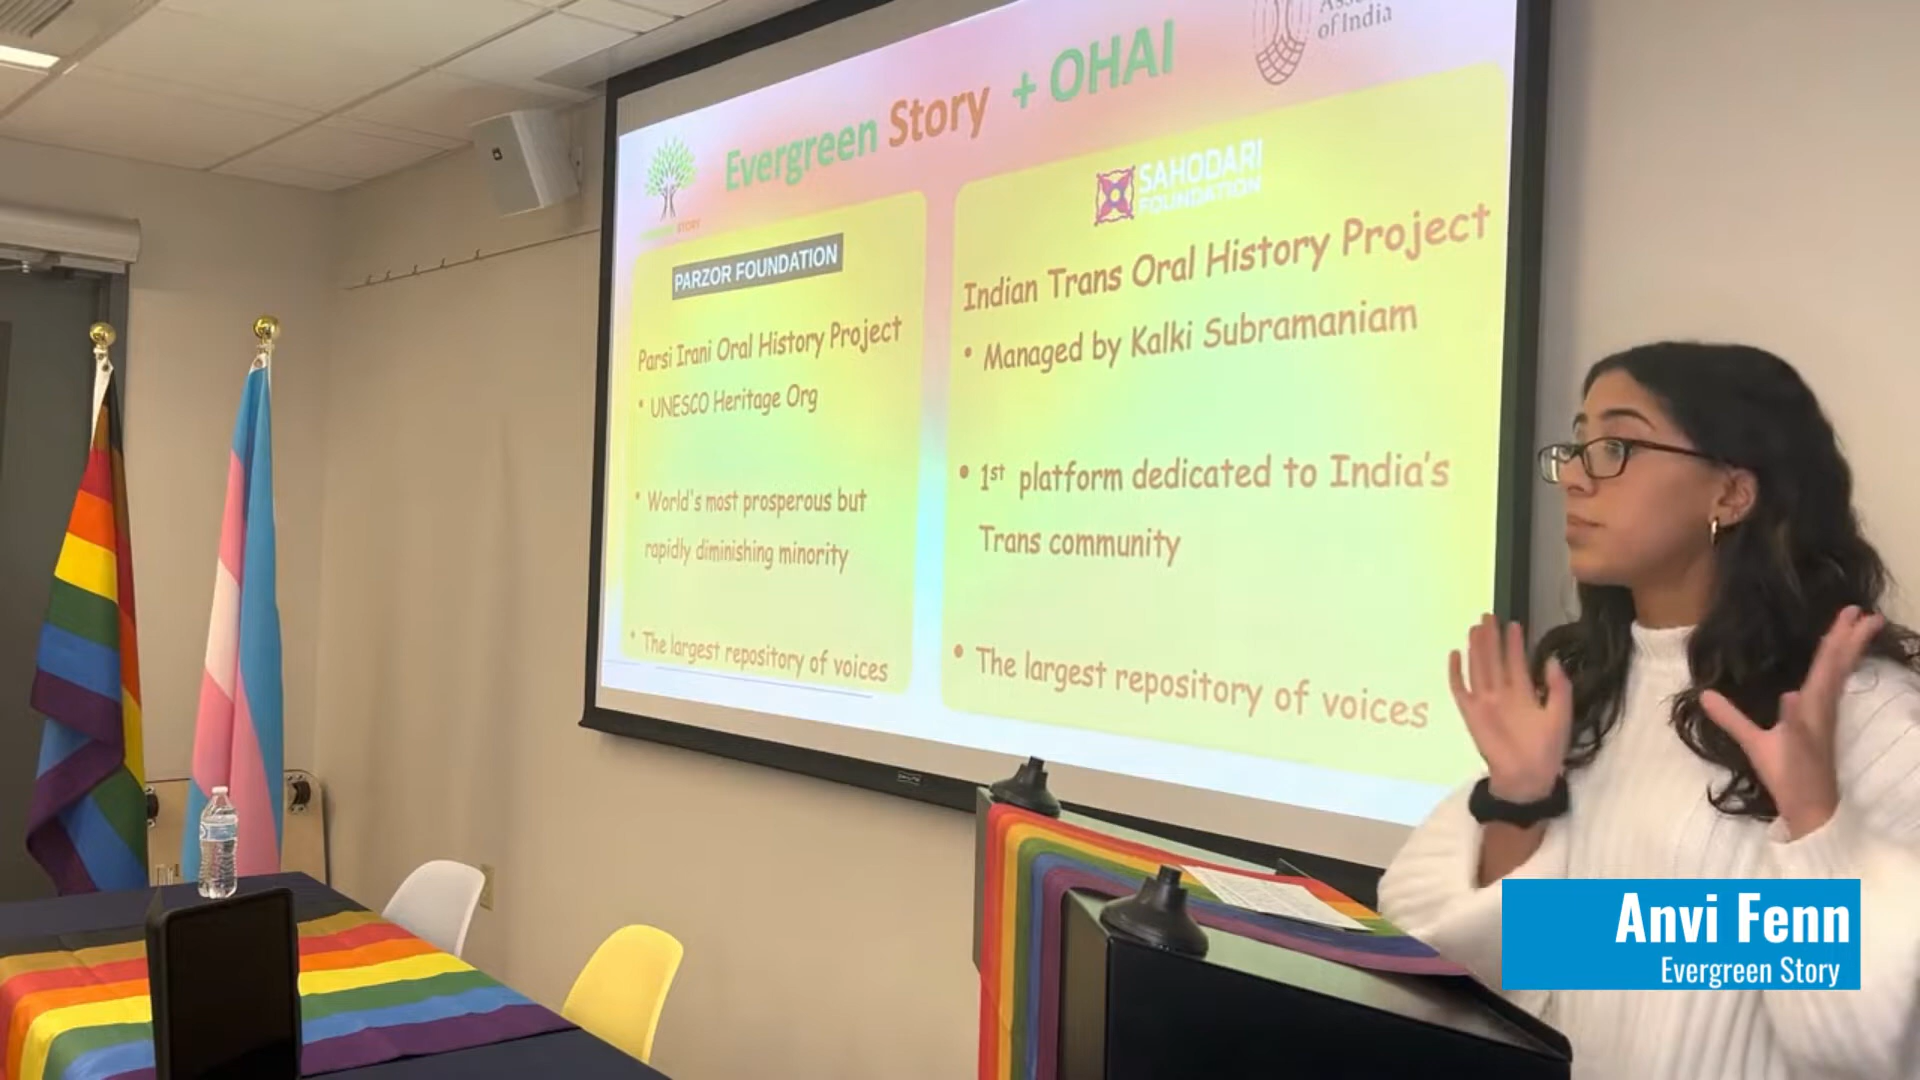 Evergreen Story + OHAI
of India
STORY
PARZOR FOUNDATION
Parsi Irani Oral History Project
• UNESCO Heritage Org
• World's most prosperous but
rapidly diminishing minority
• The largest repository of voices
SAHODARI
FOUNDATION
Indian Trans Oral History Project
• Managed by Kalki Subramaniam
• 1st platform dedicated to India's
Trans community
• The largest repository of voices
Anvi Fenn
Evergreen Story